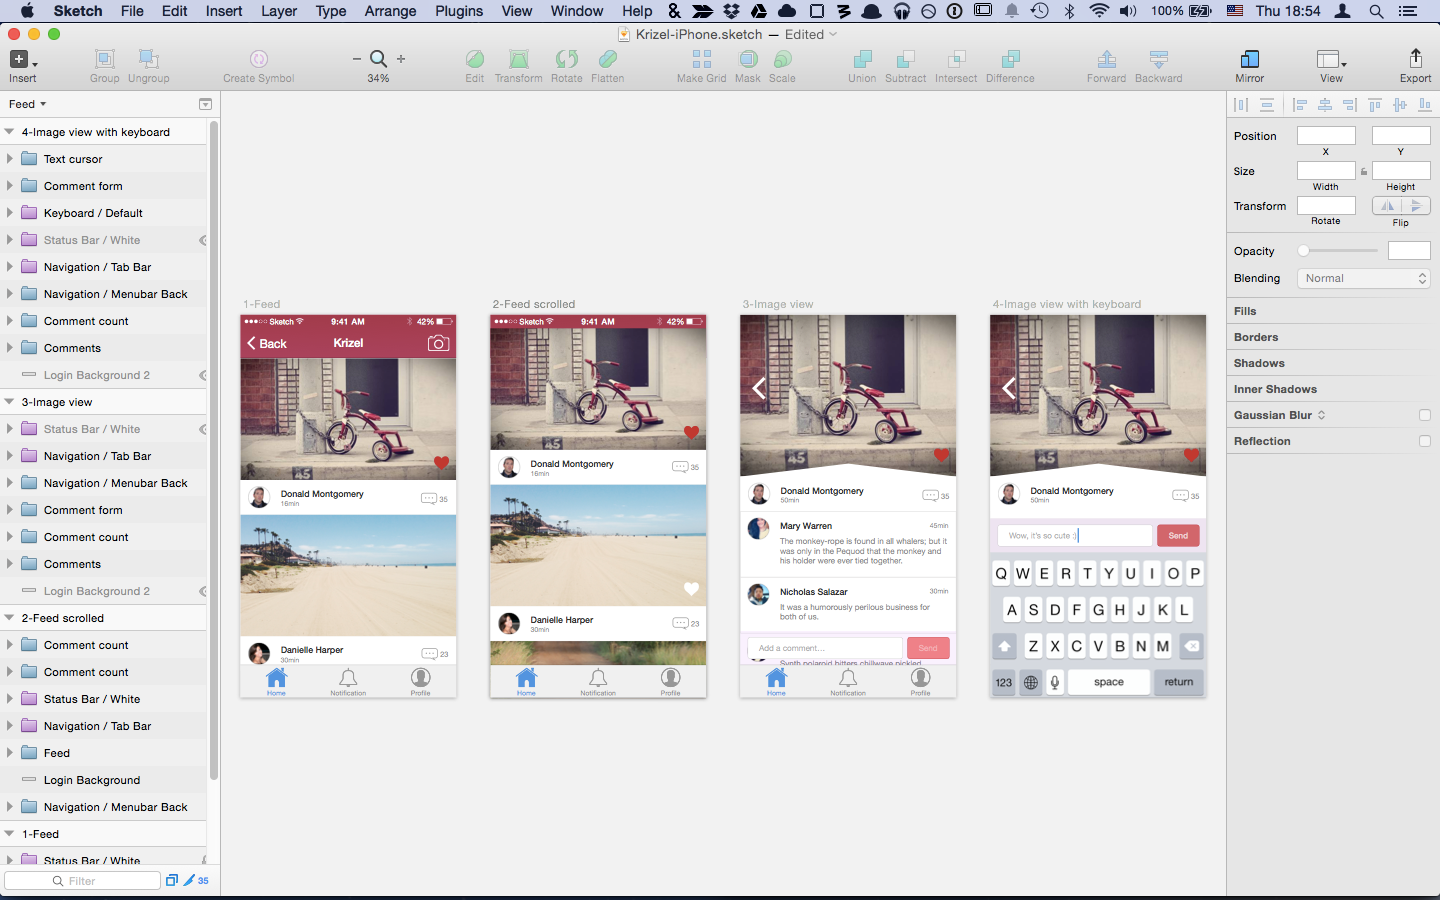 Sketch File Edit Insert Layer Type Arrange Plugins View Window Help & 100% Thu 18:54
Krizel-iPhone.sketch — Edited
Insert Group Ungroup Create Symbol 34% Edit Transform Rotate Flatten Make Grid Mask Scale Union Subtract Intersect Difference Forward Backward Mirror View Export
Feed
4-Image view with keyboard
Text cursor
Comment form
Keyboard / Default
Status Bar / White
Navigation / Tab Bar
Navigation / Menubar Back
Comment count
Comments
Login Background 2
3-Image view
Status Bar / White
Navigation / Tab Bar
Navigation / Menubar Back
Comment form
Comment count
Comments
Login Background 2
2-Feed scrolled
Comment count
Comment count
Status Bar / White
Navigation / Tab Bar
Feed
Login Background
Navigation / Menubar Back
1-Feed
Status Bar / White
Filter
35
1-Feed
Sketch 9:41 AM 42%
Back Krizel
45
Donald Montgomery
16min
35
Danielle Harper
30min
23
Home Notification Profile
2-Feed scrolled
Sketch 9:41 AM 42%
45
Donald Montgomery
16min
35
Danielle Harper
30min
23
Home Notification Profile
3-Image view
45
Donald Montgomery
50min
35
Mary Warren 45min
The monkey-rope is found in all whalers; but it
was only in the Pequod that the monkey and
his holder were ever tied together.
Nicholas Salazar 30min
It was a humorously perilous business for
both of us.
Add a comment... Send
Synth polaroid bitters chillwave pickled
Home Notification Profile
4-Image view with keyboard
45
Donald Montgomery
50min
35
Wow, it's so cute :) Send
Q W E R T Y U I O P
A S D F G H J K L
Z X C V B N M
123 space return
Position
X Y
Size
Width Height
Transform
Rotate Flip
Opacity
Blending Normal
Fills
Borders
Shadows
Inner Shadows
Gaussian Blur
Reflection